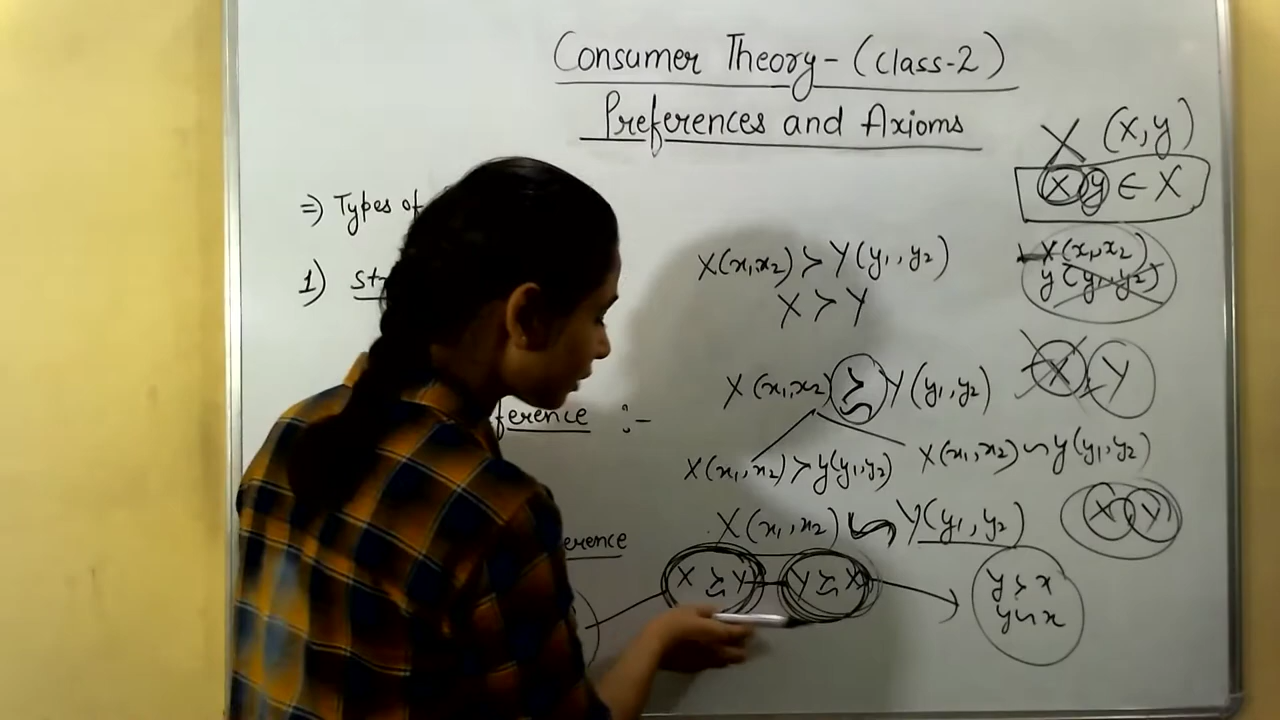 Consumer Theory - (Class-2)
Preferences and Axioms
X (x, y)
x y ∈ X
⇒) Types of
X(x₁,x₂) > Y(y₁,y₂)
X(x₁,x₂)
y(y₁,y₂)
1) st
X > Y
X(x₁,x₂) ≿ Y(y₁,y₂)
X Y
ference :-
X(x₁,x₂) > y(y₁,y₂)
X(x₁,x₂) ∽ y(y₁,y₂)
X(x₁,x₂) ∽ Y(y₁,y₂)
X Y
erence
X ≿ Y
Y ≿ X
y > x
y ∽ x